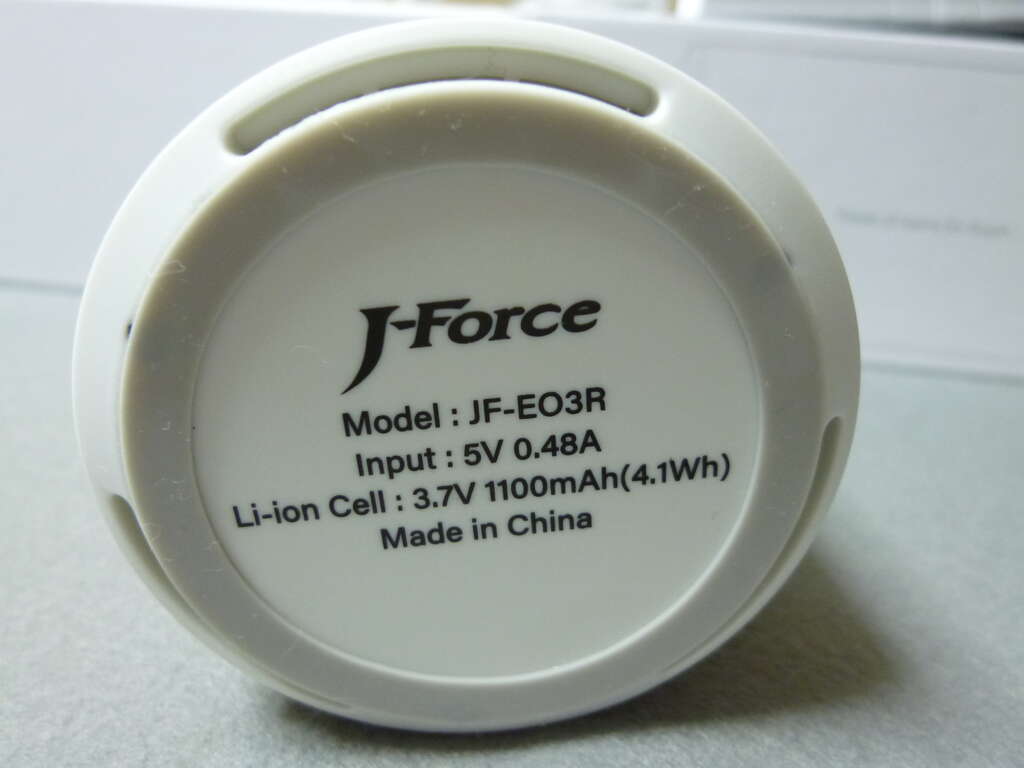 J-Force
Model : JF-EO3R
Input : 5V 0.48A
Li-ion Cell : 3.7V 1100mAh(4.1Wh)
Made in China